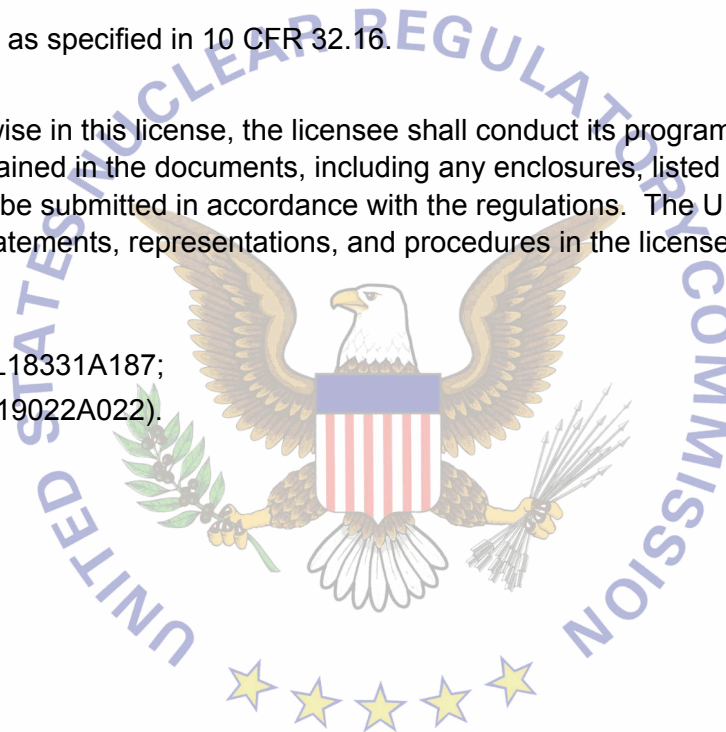 as specified in 10 CFR 32.16.
wise in this license, the licensee shall conduct its program
ained in the documents, including any enclosures, listed
be submitted in accordance with the regulations. The U
atements, representations, and procedures in the license
L18331A187;
19022A022).
UNITED STATES NUCLEAR REGULATORY COMMISSION